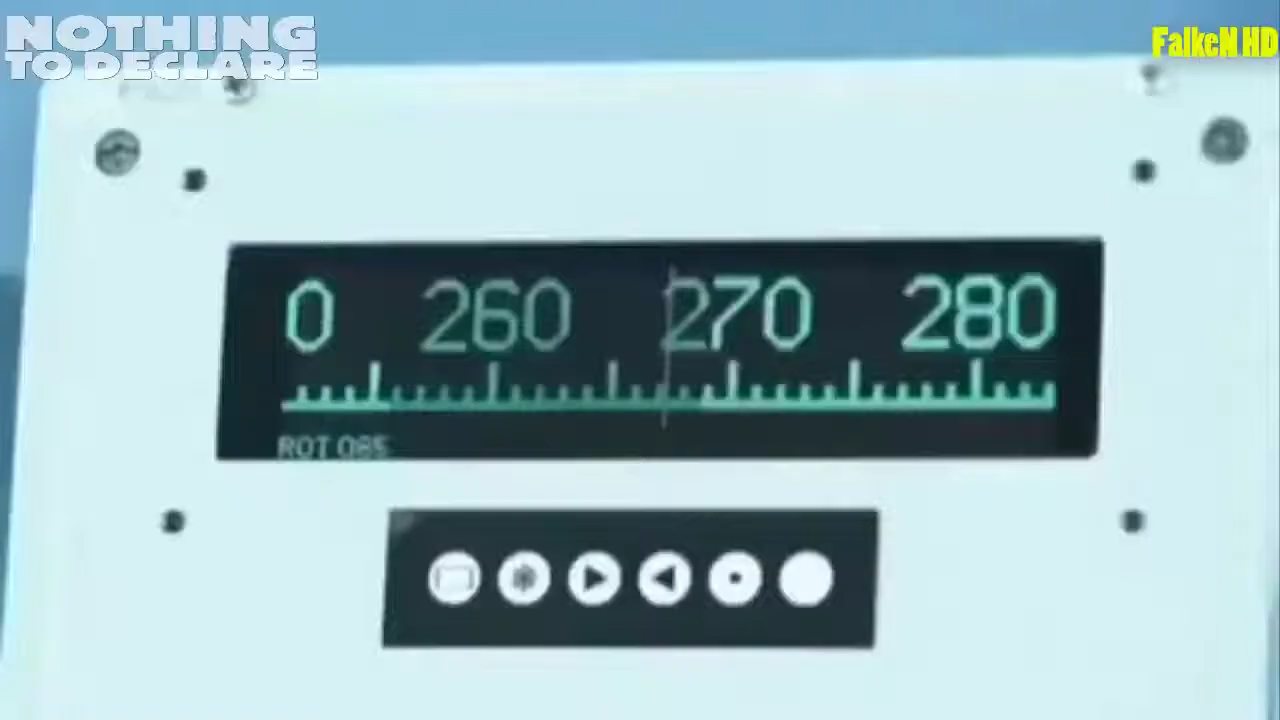 NOTHING
TO DECLARE
FalkeN HD
0 260 270 280
ROT 085